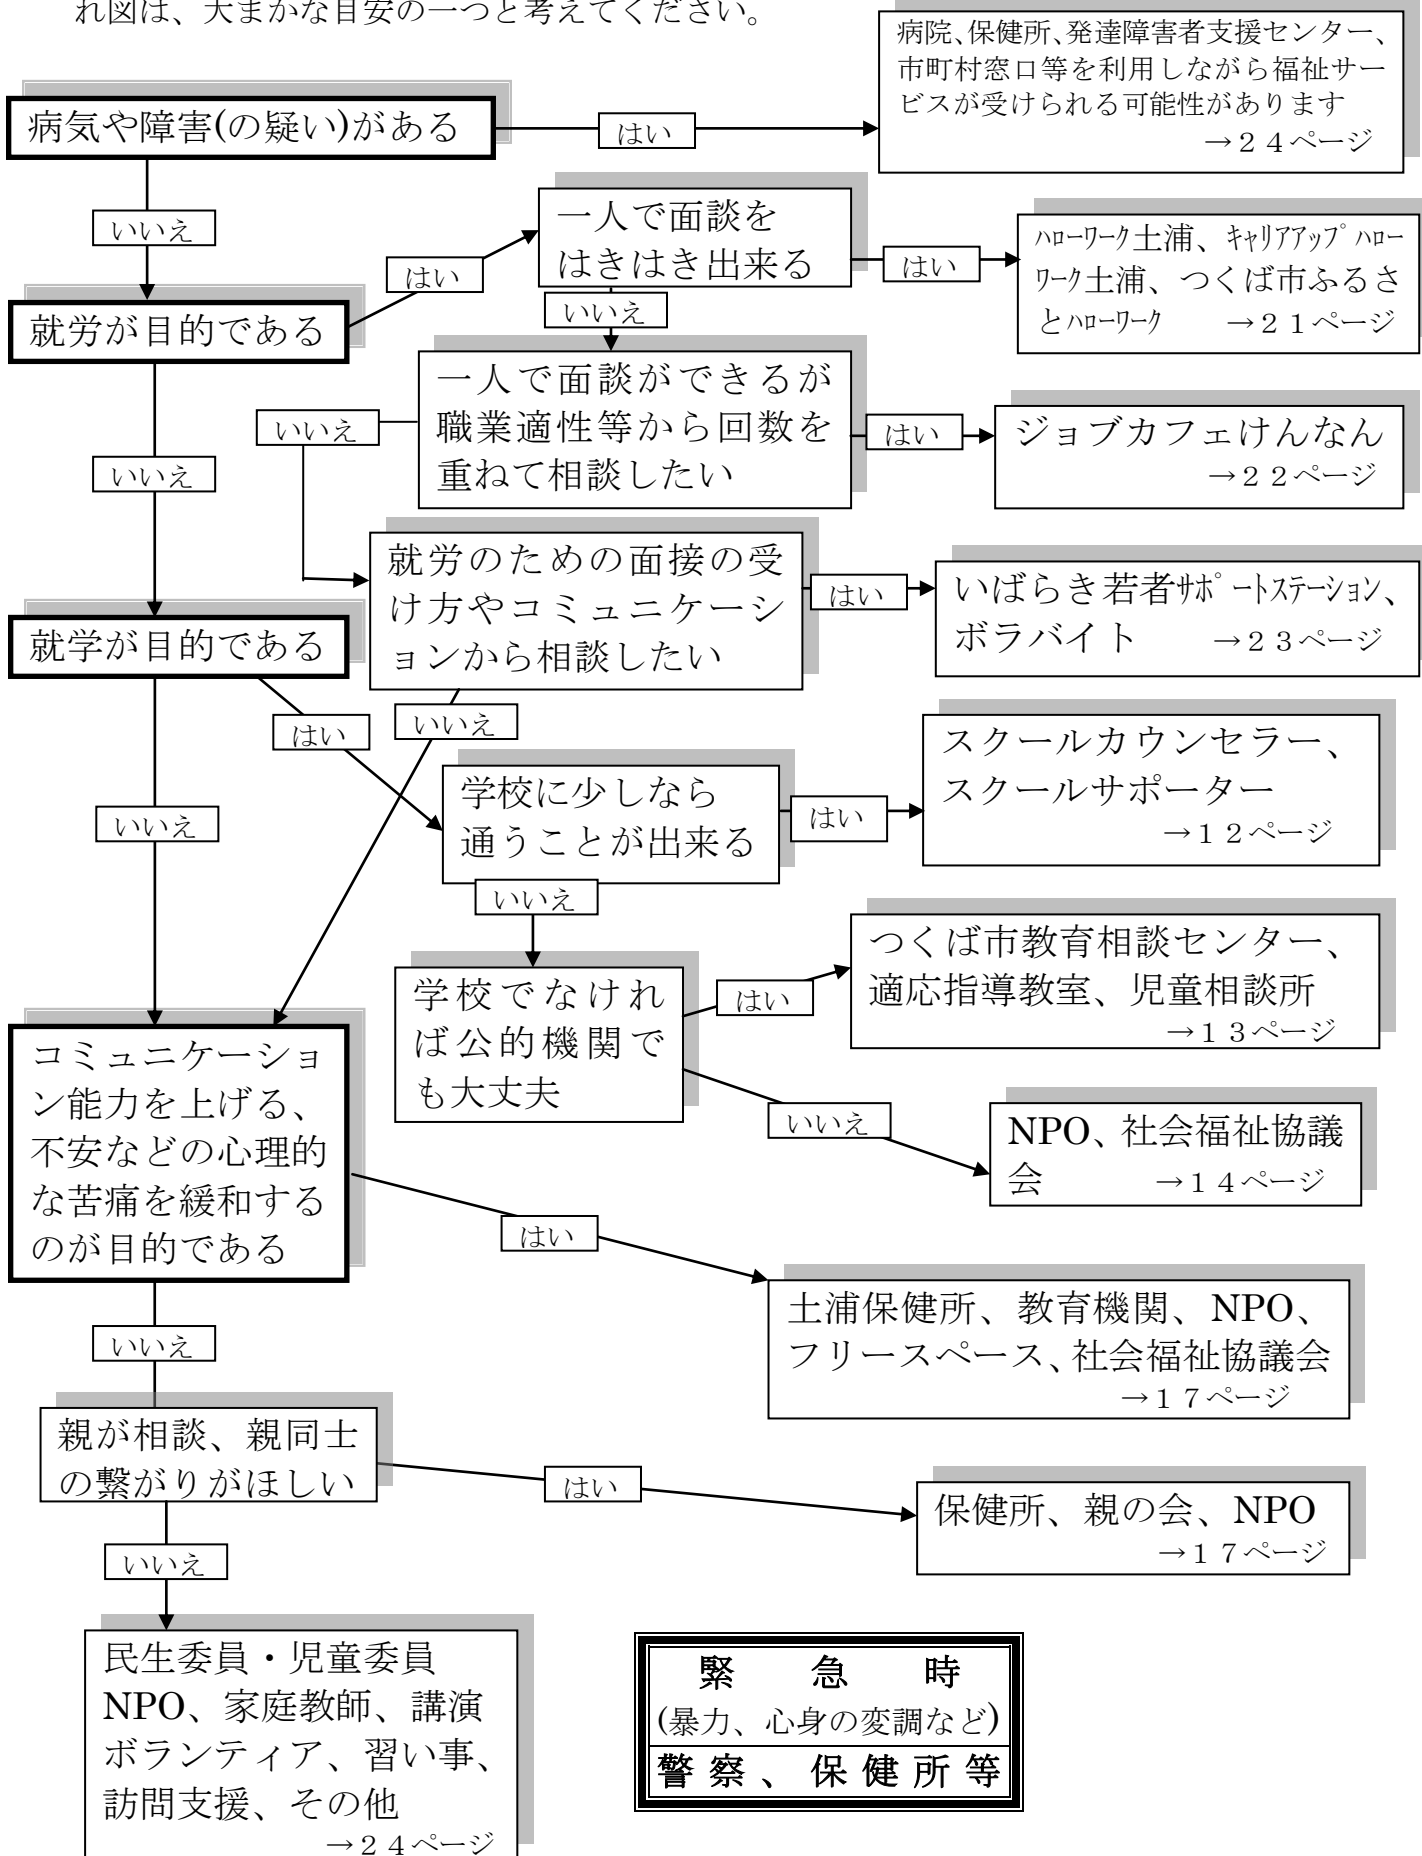 れ図は、大まかな目安の一つと考えてください。
病院、保健所、発達障害者支援センター、
市町村窓口等を利用しながら福祉サー
ビスが受けられる可能性があります
→２４ページ
病気や障害(の疑い)がある
はい
いいえ
一人で面談を
はきはき出来る
はい
ハローワーク土浦、キャリアアップハロー
ワーク土浦、つくば市ふるさ
とハローワーク →２１ページ
はい
いいえ
就労が目的である
一人で面談ができるが
職業適性等から回数を
重ねて相談したい
いいえ
はい
ジョブカフェけんなん
→２２ページ
いいえ
就労のための面接の受
け方やコミュニケーシ
ョンから相談したい
はい
いばらき若者サポートステーション、
ボラバイト →２３ページ
就学が目的である
はい
いいえ
スクールカウンセラー、
スクールサポーター
→１２ページ
学校に少しなら
通うことが出来る
はい
いいえ
いいえ
つくば市教育相談センター、
適応指導教室、児童相談所
→１３ページ
学校でなけれ
ば公的機関で
も大丈夫
はい
いいえ
NPO、社会福祉協議
会 →１４ページ
コミュニケーショ
ン能力を上げる、
不安などの心理的
な苦痛を緩和する
のが目的である
はい
土浦保健所、教育機関、NPO、
フリースペース、社会福祉協議会
→１７ページ
いいえ
親が相談、親同士
の繋がりがほしい
はい
保健所、親の会、NPO
→１７ページ
いいえ
民生委員・児童委員
NPO、家庭教師、講演
ボランティア、習い事、
訪問支援、その他
→２４ページ
緊急時
(暴力、心身の変調など)
警察、保健所等